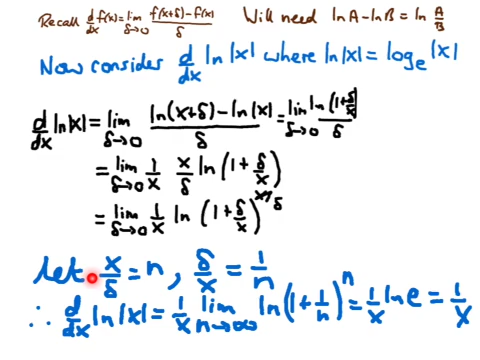 Recall d/dx f(x) = lim δ→0 f(x+δ)-f(x)/δ Will need lnA-lnB = ln A/B
Now consider d/dx ln|x| where ln|x| = logₑ|x|
d/dx ln|x| = lim δ→0 ln(x+δ)-ln|x|/δ = lim δ→0 ln(1+δ/x)/δ
= lim δ→0 1/x x/δ ln(1+δ/x)
= lim δ→0 1/x ln(1+δ/x)^x/δ
let x/δ = n, δ/x = 1/n
∴ d/dx ln|x| = 1/x lim n→∞ ln(1+1/n)^n = 1/x ln e = 1/x